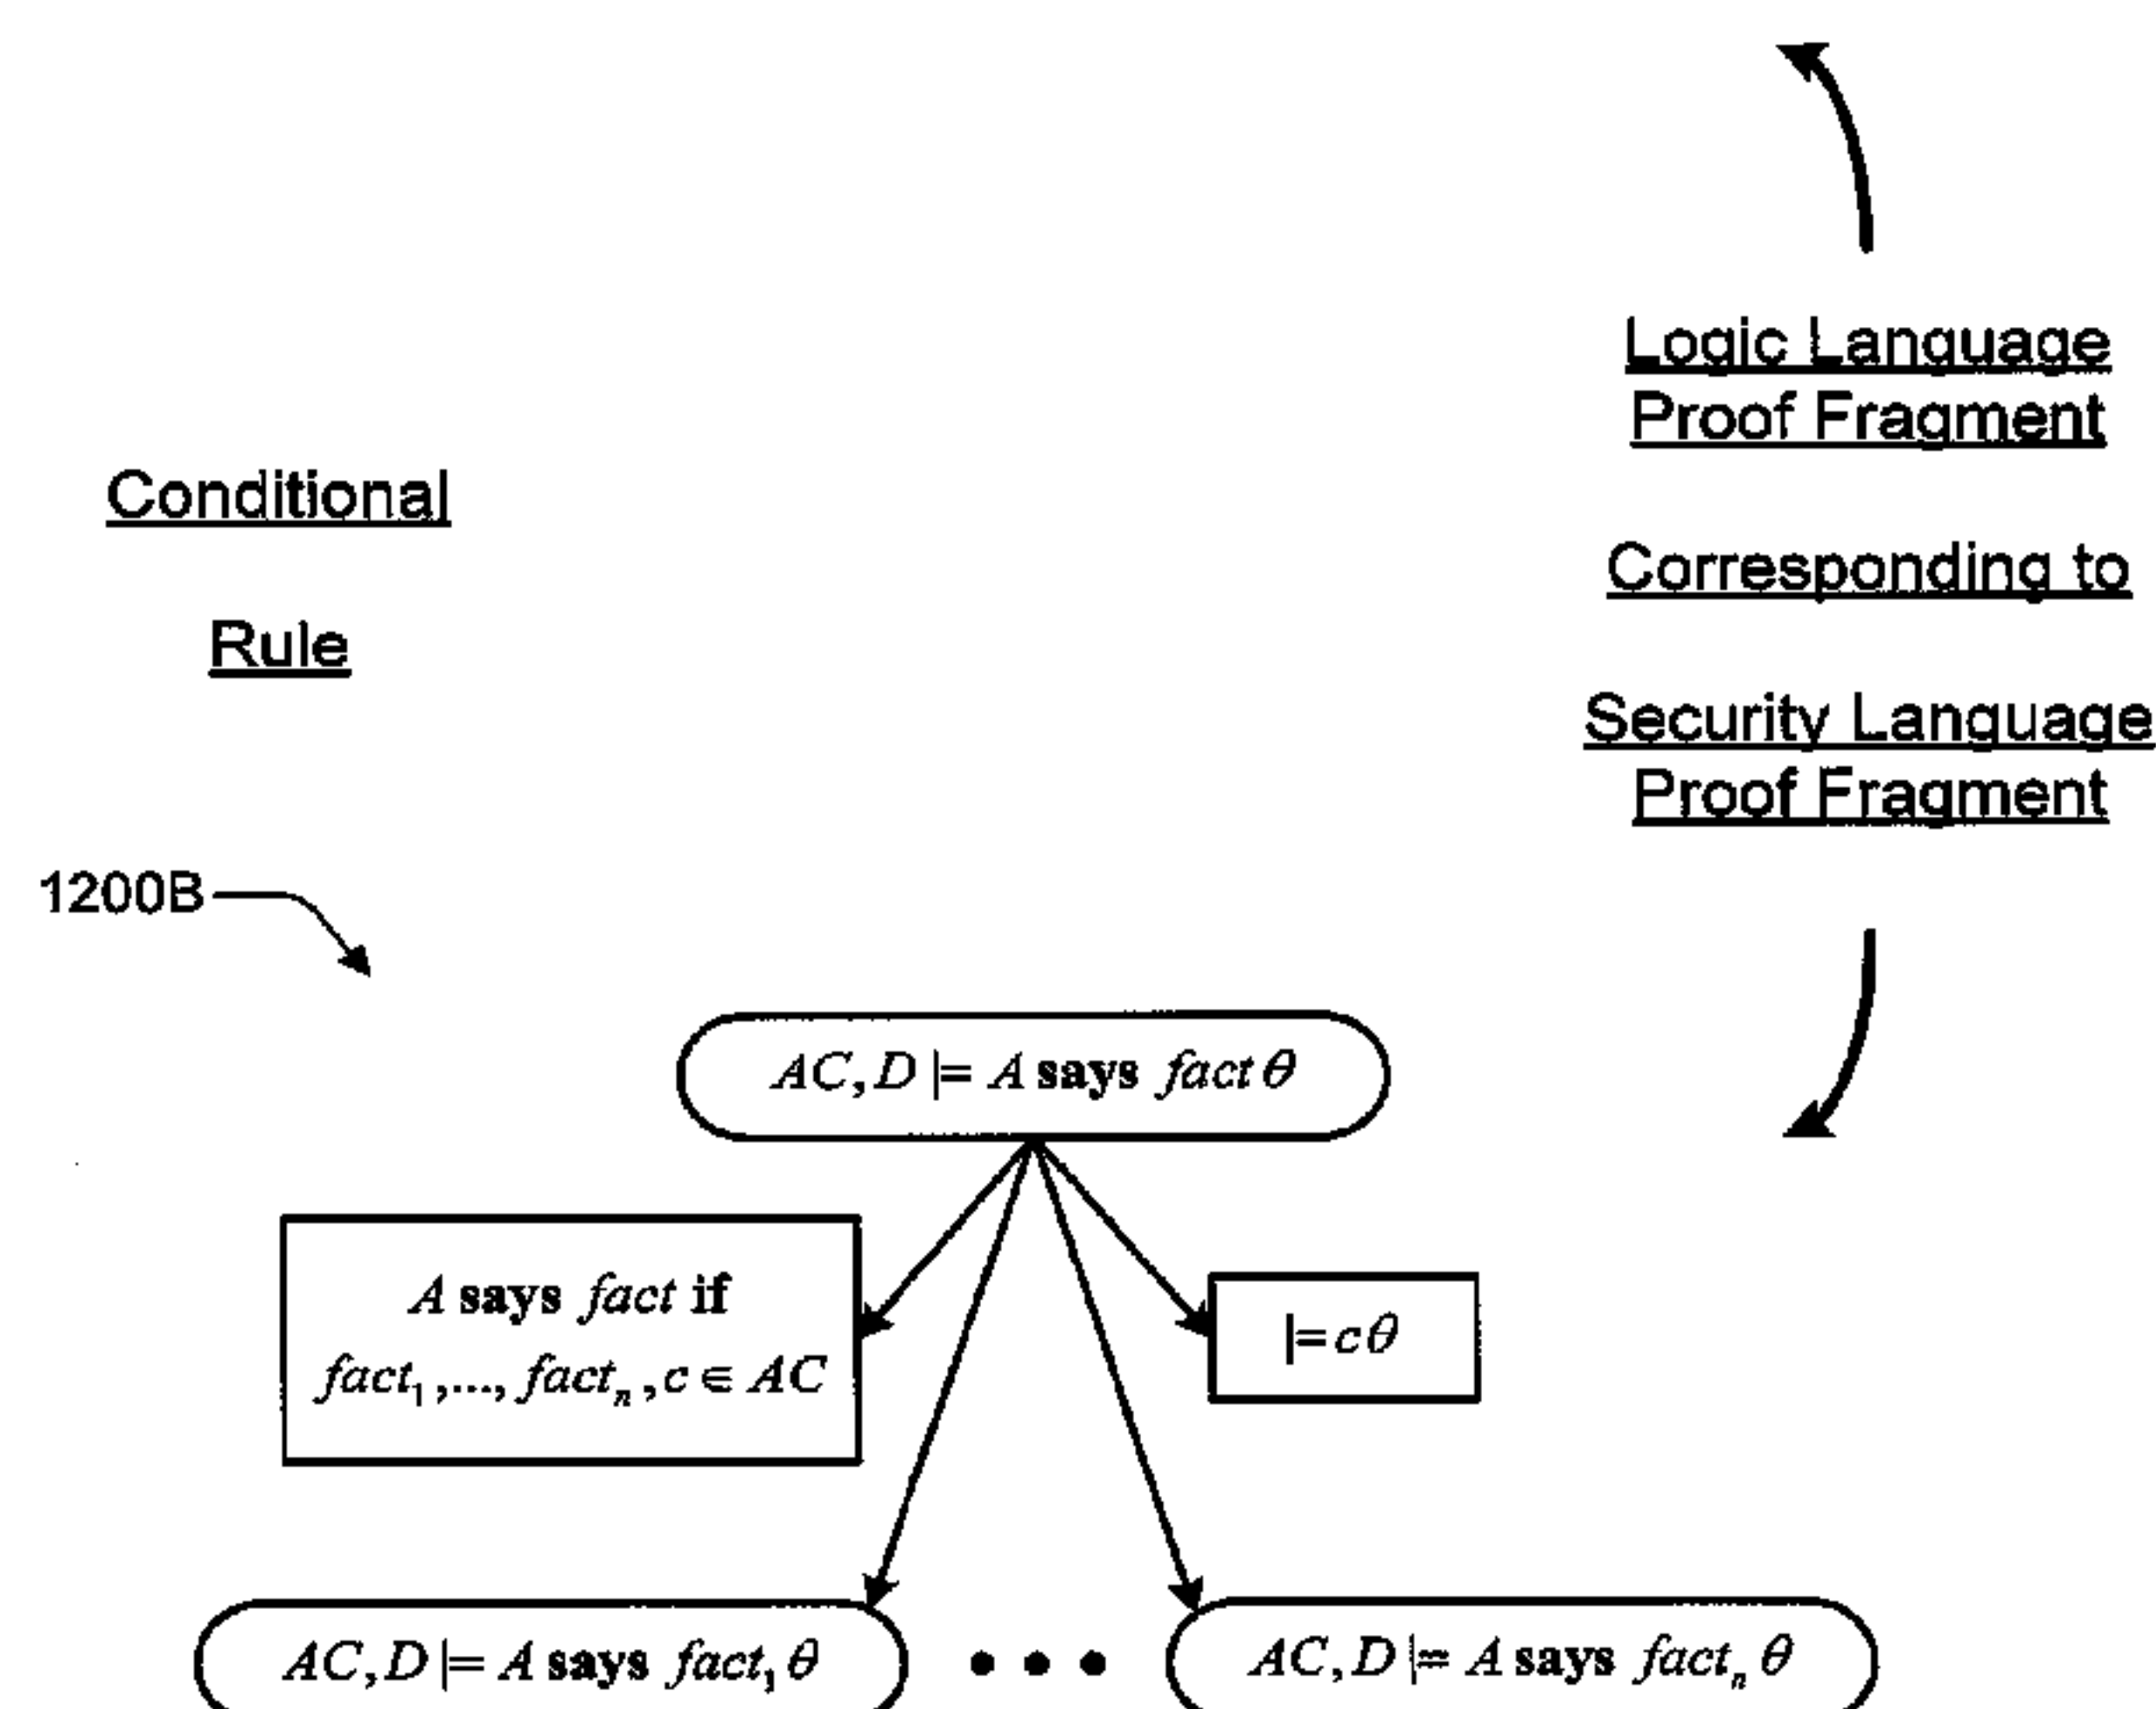 Logic Language
Proof Fragment
Conditional
Corresponding to
Rule
Security Language
Proof Fragment
1200B
AC, D |= A says fact θ
A says fact if
fact₁,..., factₙ, c ∈ AC
|= c θ
AC, D |= A says fact₁ θ
• • •
AC, D |= A says factₙ θ